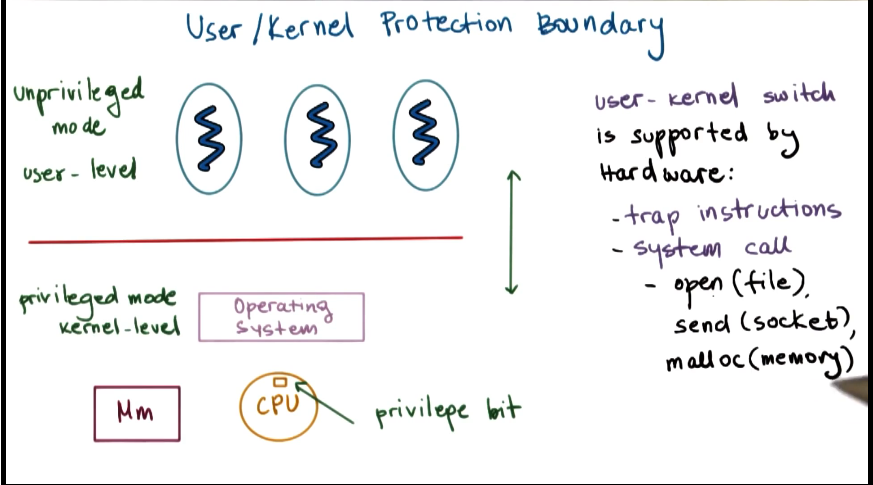 User/Kernel Protection Boundary
unprivileged
mode
user-level
privileged mode
kernel-level
Operating
System
Mm
CPU
privilege bit
user-kernel switch
is supported by
Hardware:
- trap instructions
- system call
- open (file),
send (socket),
malloc (memory)